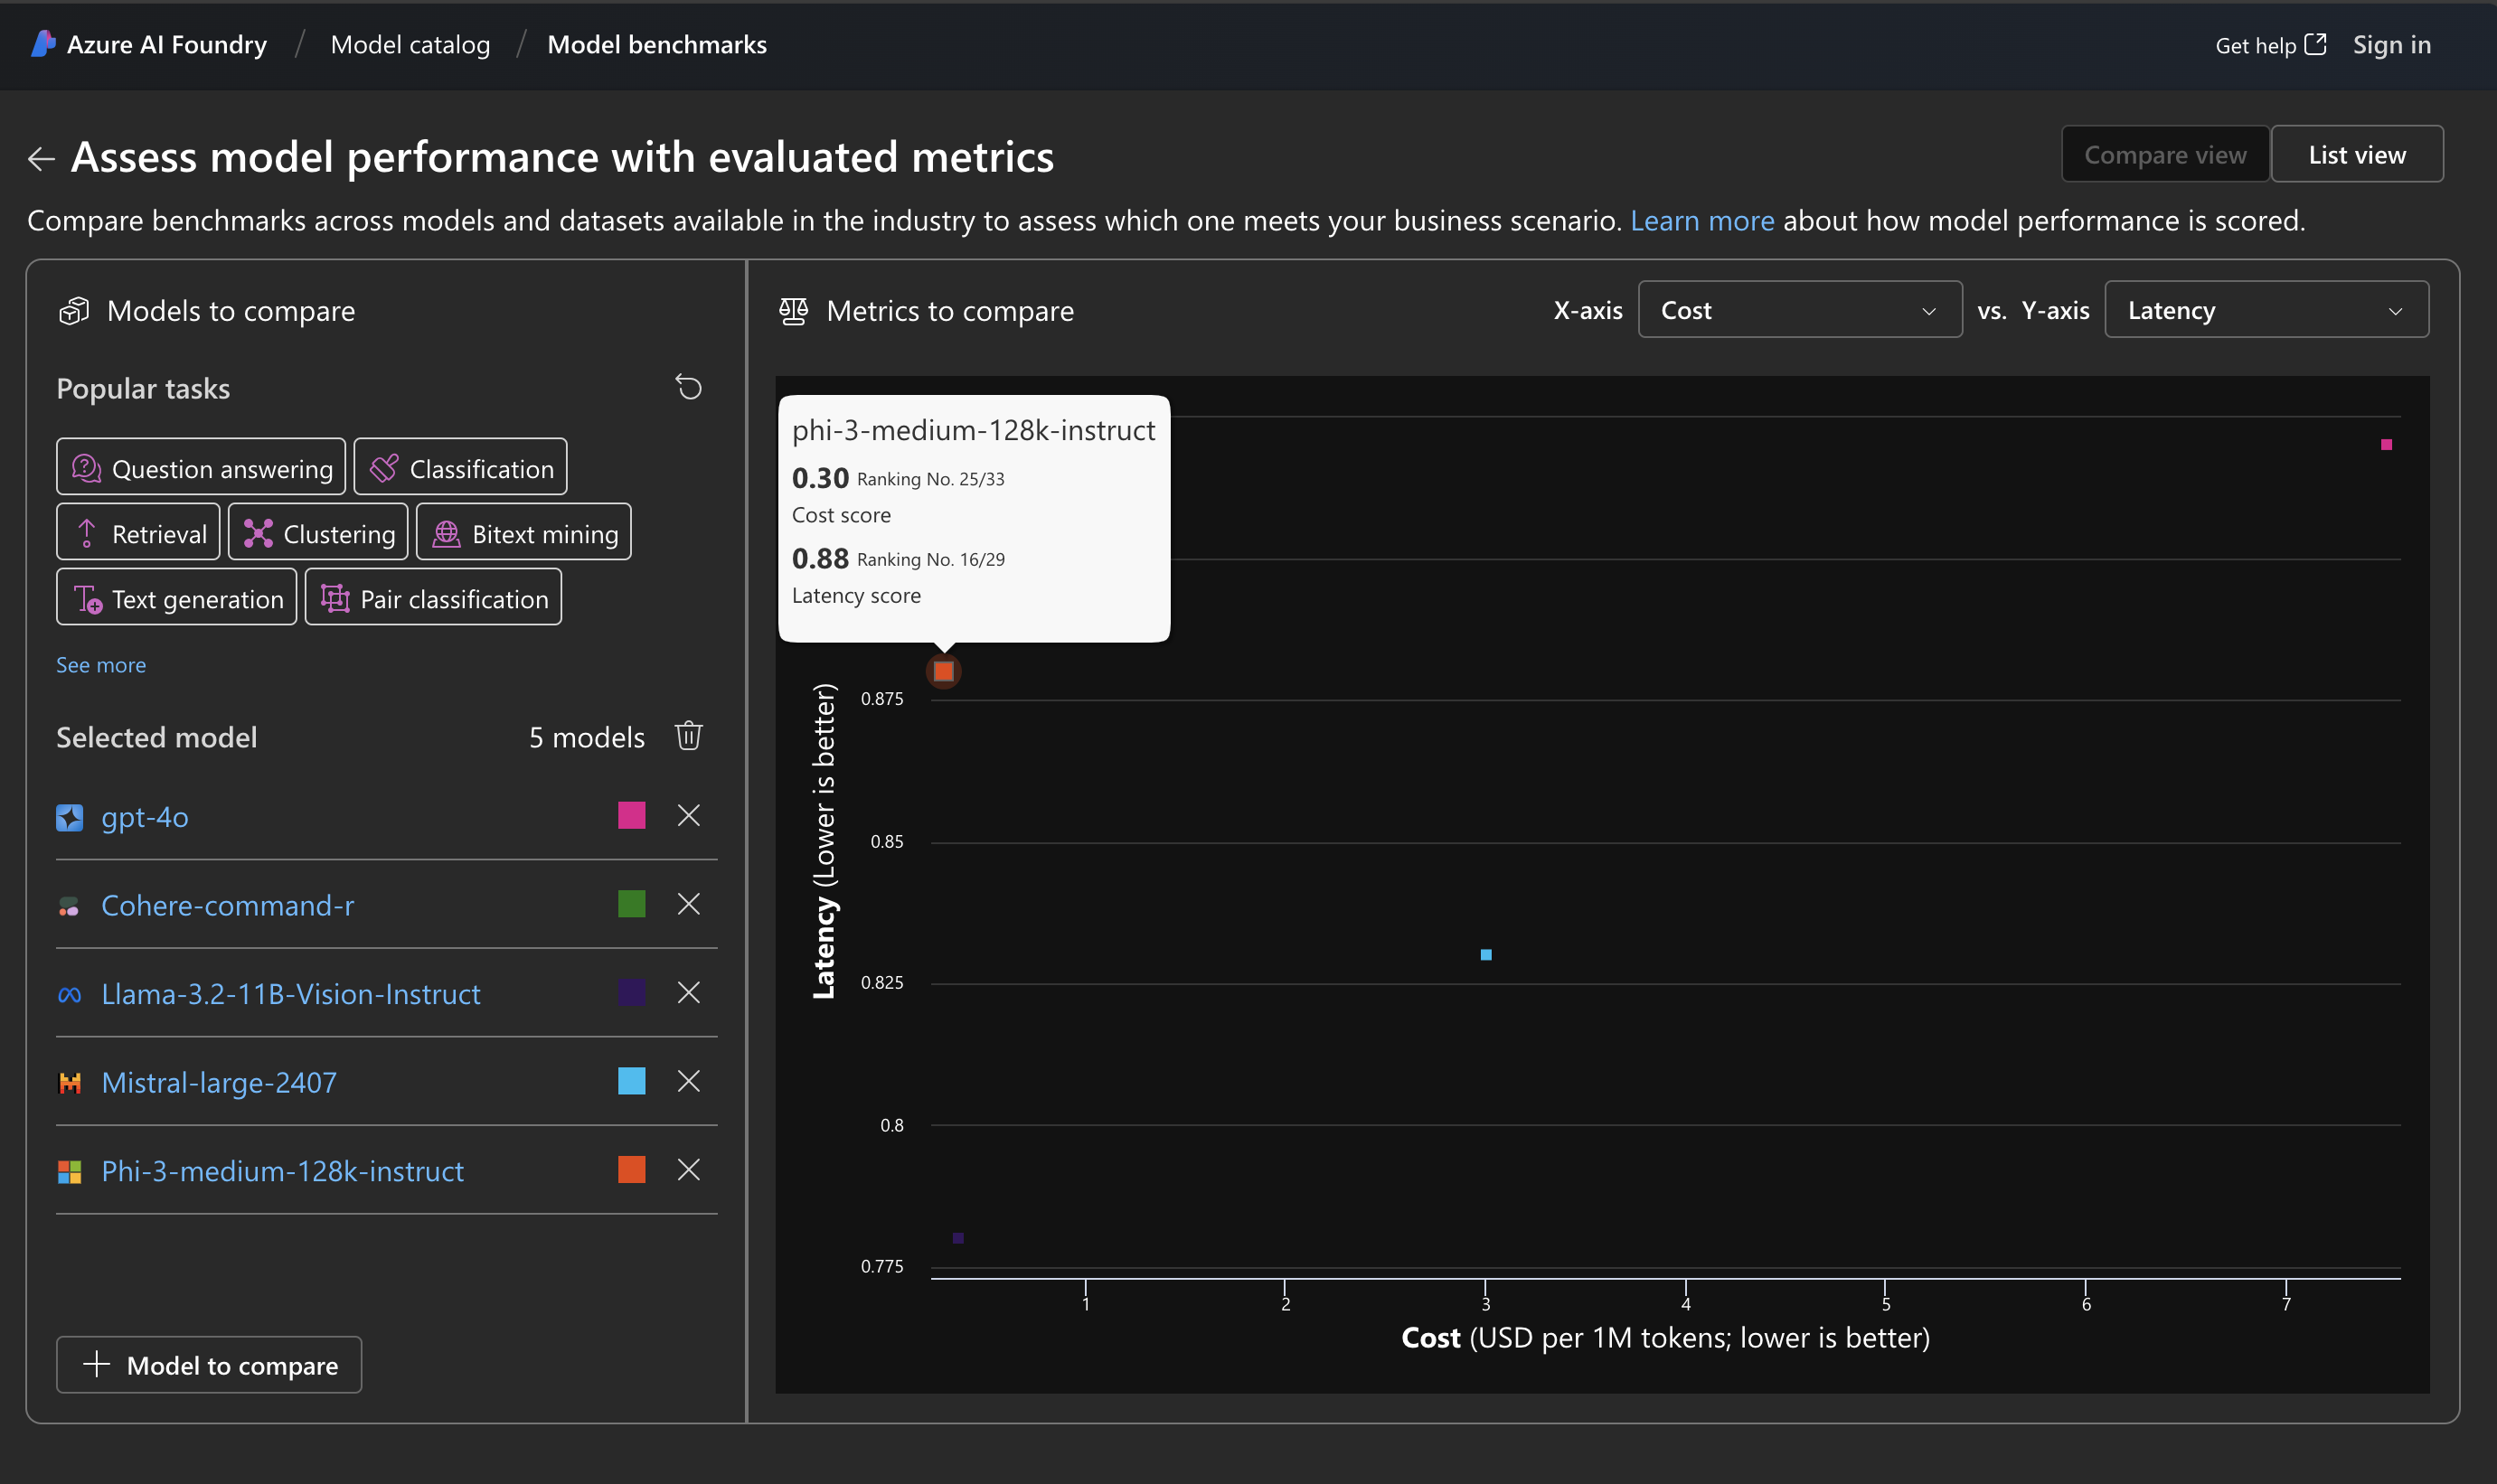 Azure AI Foundry / Model catalog / Model benchmarks
Get help Sign in
Assess model performance with evaluated metrics
Compare view List view
Compare benchmarks across models and datasets available in the industry to assess which one meets your business scenario. Learn more about how model performance is scored.
Models to compare
Popular tasks
Question answering Classification
Retrieval Clustering Bitext mining
Text generation Pair classification
See more
Selected model 5 models
gpt-4o
Cohere-command-r
Llama-3.2-11B-Vision-Instruct
Mistral-large-2407
Phi-3-medium-128k-instruct
Model to compare
Metrics to compare
X-axis Cost vs. Y-axis Latency
phi-3-medium-128k-instruct
0.30 Ranking No. 25/33
Cost score
0.88 Ranking No. 16/29
Latency score
Latency (Lower is better)
0.875
0.85
0.825
0.8
0.775
1 2 3 4 5 6 7
Cost (USD per 1M tokens; lower is better)